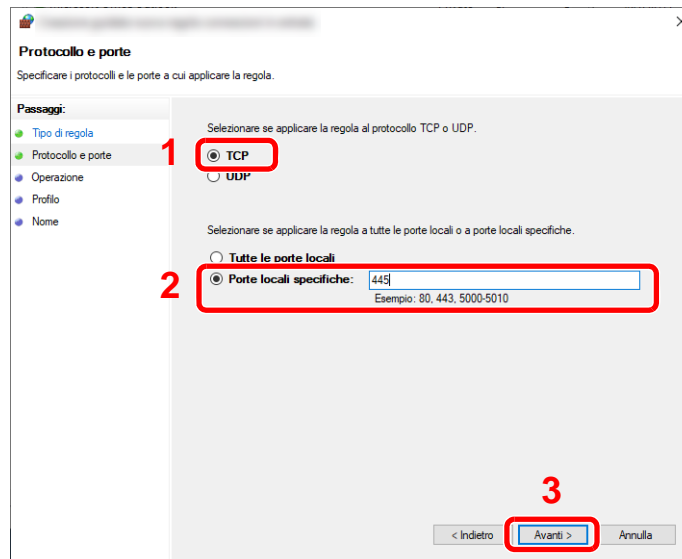 Protocollo e porte
Specificare i protocolli e le porte a cui applicare la regola.
Passaggi:
Tipo di regola
Protocollo e porte
Operazione
Profilo
Nome
Selezionare se applicare la regola al protocollo TCP o UDP.
1
TCP
UDP
Selezionare se applicare la regola a tutte le porte locali o a porte locali specifiche.
Tutte le porte locali
2
Porte locali specifiche: 445
Esempio: 80, 443, 5000-5010
3
< Indietro Avanti > Annulla